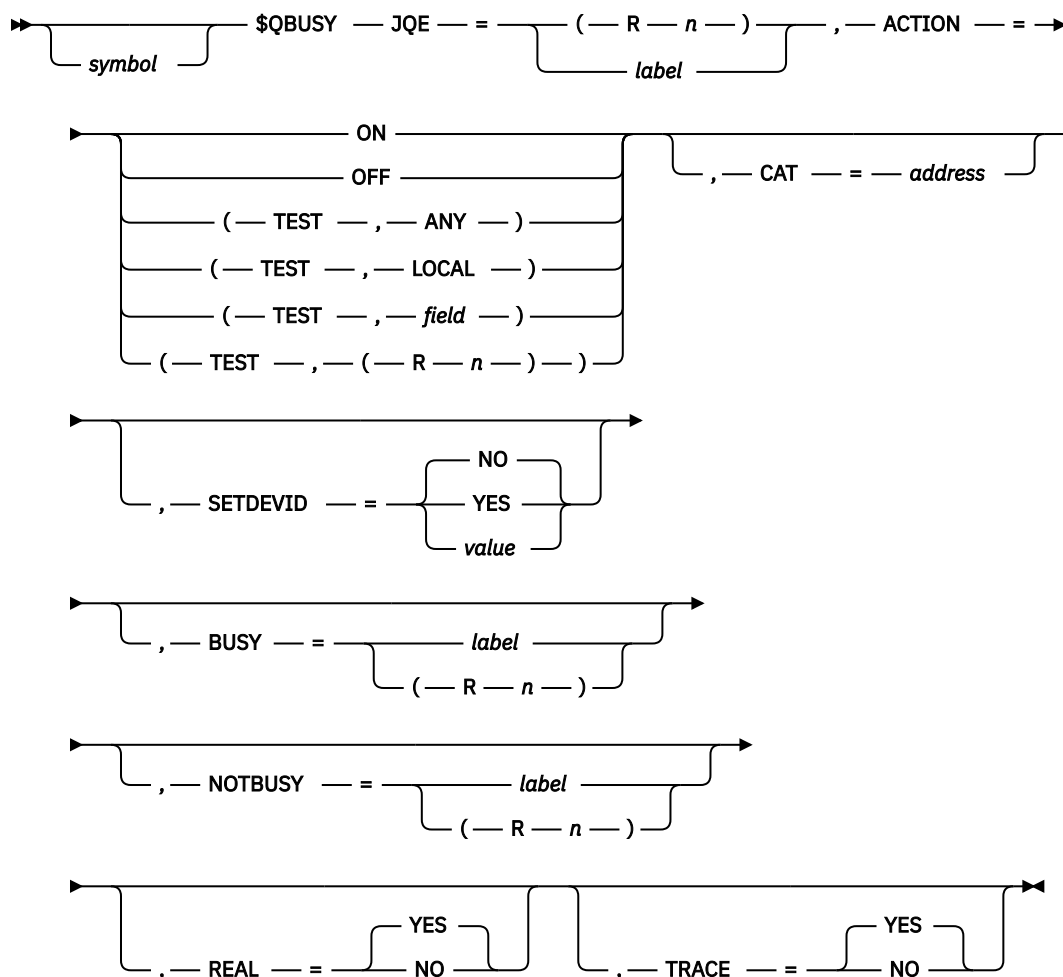 $QBUSY JQE = ( R n ) , ACTION =
symbol label
ON
OFF , CAT = address
( TEST , ANY )
( TEST , LOCAL )
( TEST , field )
( TEST , ( R n ) )
NO
, SETDEVID = YES
value
, BUSY = label
( R n )
, NOTBUSY = label
( R n )
YES YES
, REAL = NO , TRACE = NO